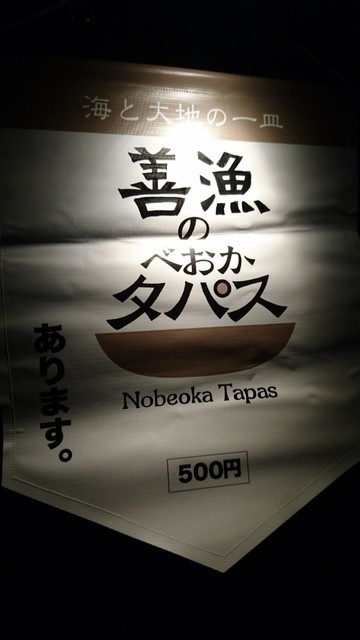 海と大地の一皿
善漁
の
べおか
タパス
Nobeoka Tapas
あります。
500円